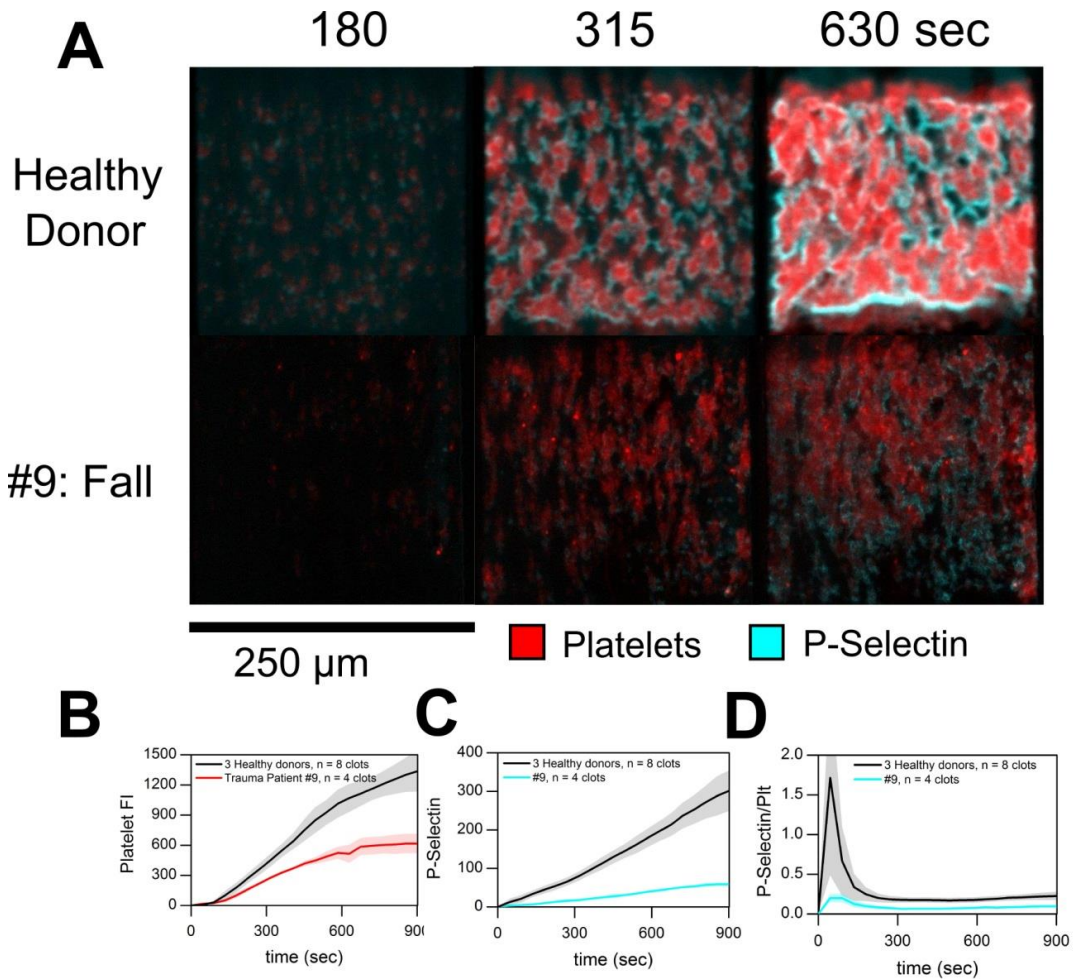 A
180 315 630 sec
Healthy
Donor
#9: Fall
250 µm
Platelets
P-Selectin
B
Platelet FI
1500
1200
900
600
300
0
3 Healthy donors, n = 8 clots
Trauma Patient #9, n = 4 clots
0 300 600 900
time (sec)
C
P-Selectin
400
300
200
100
0
3 Healthy donors, n = 8 clots
#9, n = 4 clots
0 300 600 900
time (sec)
D
P-Selectin/Plt
2.0
1.5
1.0
0.5
0.0
3 Healthy donors, n = 8 clots
#9, n = 4 clots
0 300 600 900
time (sec)